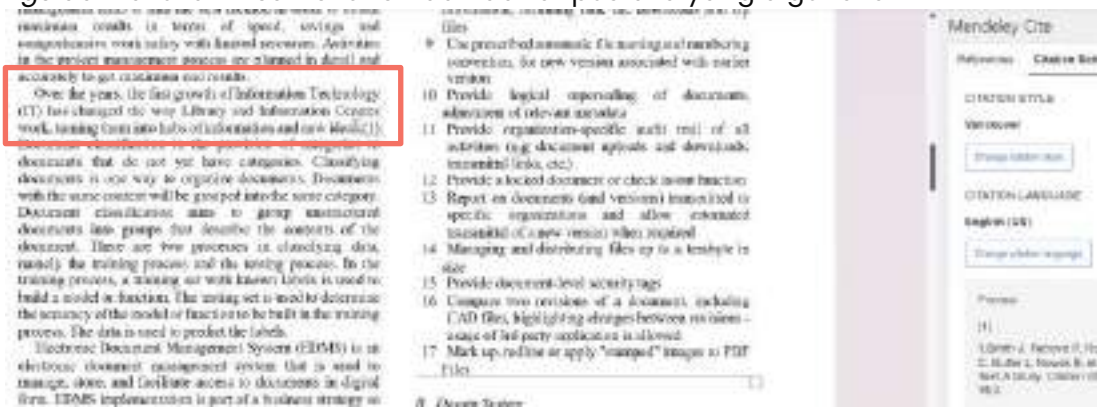 maximum results in terms of speed, savings and
comprehensive work safety with limited resources. Activities
in the project management process are planned in detail and
accurately to get maximum end results.
Over the years, the fast growth of Information Technology
(IT) has changed the way Library and Information Centres
work, turning them into hubs of information and new ideas(1).
documents that do not yet have categories. Classifying
documents is one way to organize documents. Documents
with the same content will be grouped into the same category.
Document classification aims to group unstructured
documents into groups that describe the contents of the
document. There are two processes in classifying data,
namely the training process and the testing process. In the
training process, a training set with known labels is used to
build a model or function. The testing set is used to determine
the accuracy of the model or function to be built in the training
process. The data is used to predict the labels.
Electronic Document Management System (EDMS) is an
electronic document management system that is used to
manage, store, and facilitate access to documents in digital
form. EDMS implementation is part of a business strategy to
files
9 Use prescribed automatic file naming and numbering
convention, for new version associated with earlier
version
10 Provide logical superseding of documents,
adjustment of relevant metadata
11 Provide organization-specific audit trail of all
activities (e.g. document uploads and downloads,
transmittal links, etc.)
12 Provide a locked document or check in/out function
13 Report on documents (and versions) transmitted to
specific organizations and allow automated
transmittal of a new version when required
14 Managing and distributing files up to a terabyte in
size
15 Provide document-level security tags
16 Compare two revisions of a document, including
CAD files, highlighting changes between revisions -
usage of 3rd party application is allowed
17 Mark up, redline or apply "stamped" images to PDF
Files
Mendeley Cite
References Citation
CITATION STYLE
Vancouver
Change citation style
CITATION LANGUAGE
English (US)
Change citation language
Preview